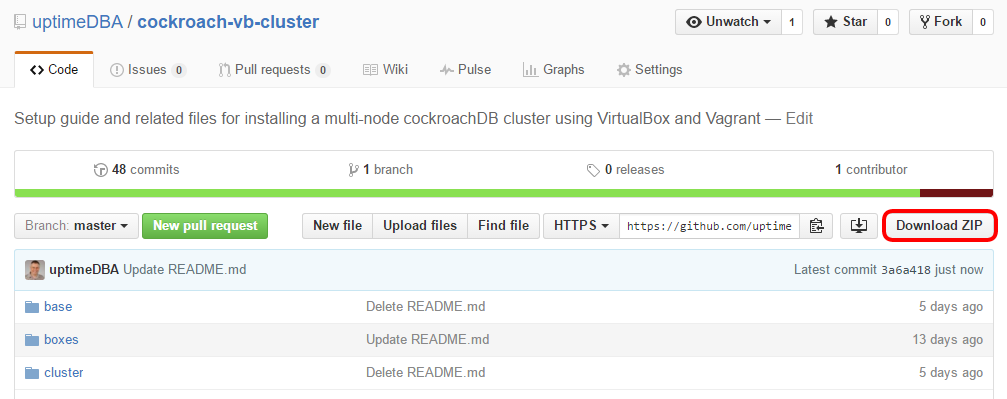 uptimeDBA / cockroach-vb-cluster Unwatch 1 Star 0 Fork 0
Code Issues 0 Pull requests 0 Wiki Pulse Graphs Settings
Setup guide and related files for installing a multi-node cockroachDB cluster using VirtualBox and Vagrant — Edit
48 commits 1 branch 0 releases 1 contributor
Branch: master New pull request New file Upload files Find file HTTPS https://github.com/uptime Download ZIP
uptimeDBA Update README.md Latest commit 3a6a418 just now
base Delete README.md 5 days ago
boxes Update README.md 13 days ago
cluster Delete README.md 5 days ago